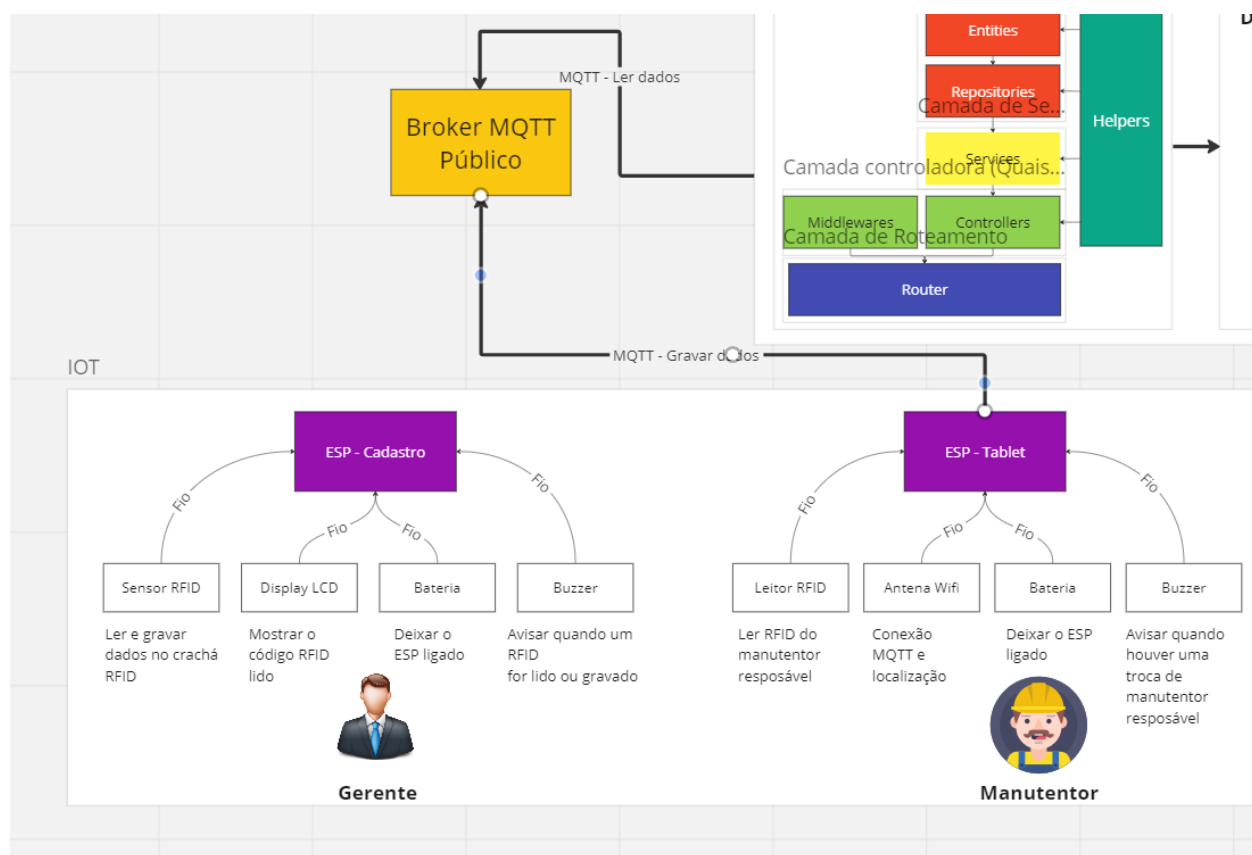 D
Entities
MQTT - Ler dados
Repositories
Camada de Se...
Helpers
Broker MQTT
Público
Services
Camada controladora (Quais...
Middlewares
Controllers
Camada de Roteamento
Router
MQTT - Gravar dados
IOT
ESP - Cadastro
Fio
Fio
Fio
Fio
Sensor RFID
Display LCD
Bateria
Buzzer
Ler e gravar
dados no crachá
RFID
Mostrar o
código RFID
lido
Deixar o
ESP ligado
Avisar quando um
RFID
for lido ou gravado
Gerente
ESP - Tablet
Fio
Fio
Fio
Fio
Leitor RFID
Antena Wifi
Bateria
Buzzer
Ler RFID do
manutentor
resposável
Conexão
MQTT e
localização
Deixar o ESP
ligado
Avisar quando
houver uma
troca de
manutentor
resposável
Manutentor